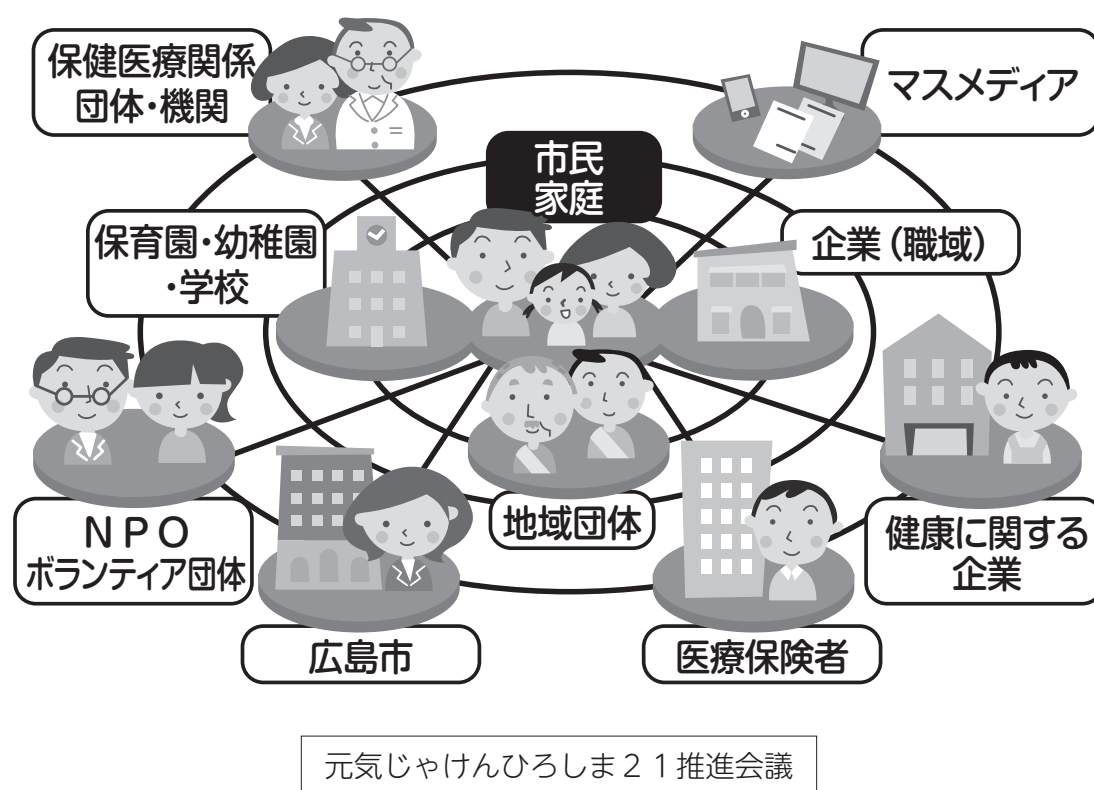 保健医療関係
団体・機関
マスメディア
市民
家庭
保育園・幼稚園
・学校
企業（職域）
NPO
ボランティア団体
地域団体
健康に関する
企業
広島市
医療保険者
元気じゃけんひろしま２１推進会議